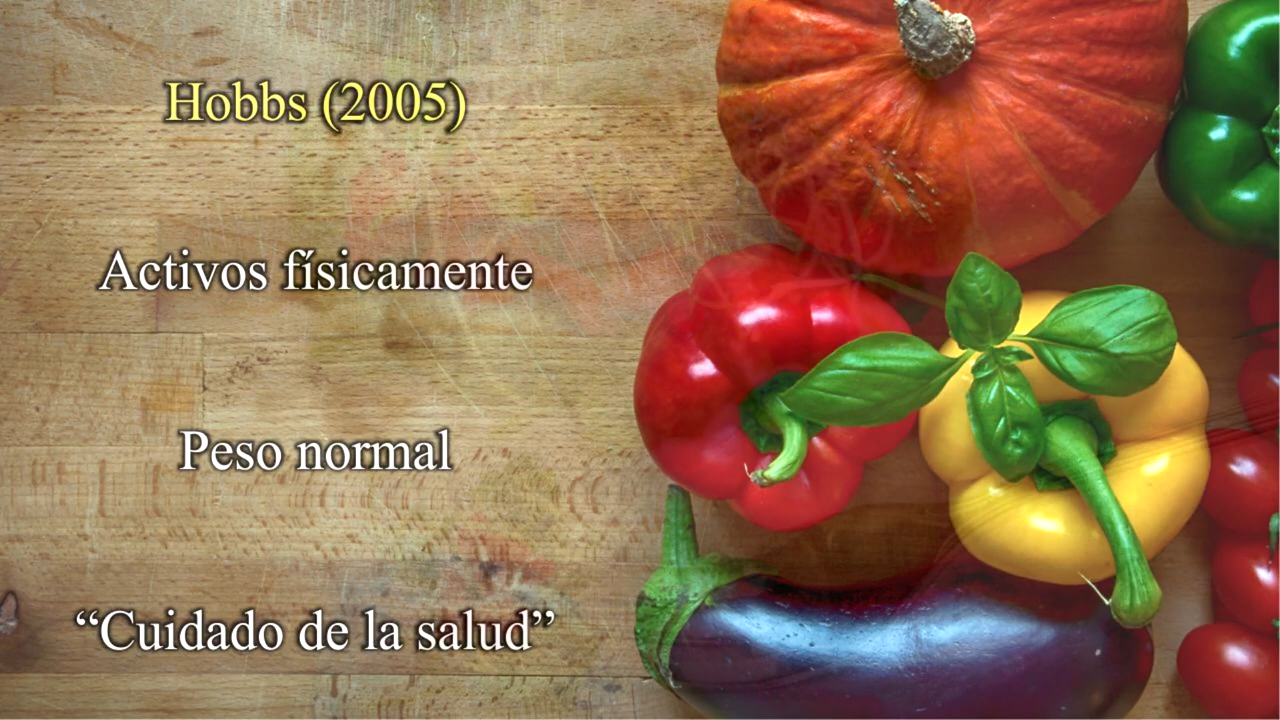 Hobbs (2005)
Activos físicamente
Peso normal
“Cuidado de la salud”